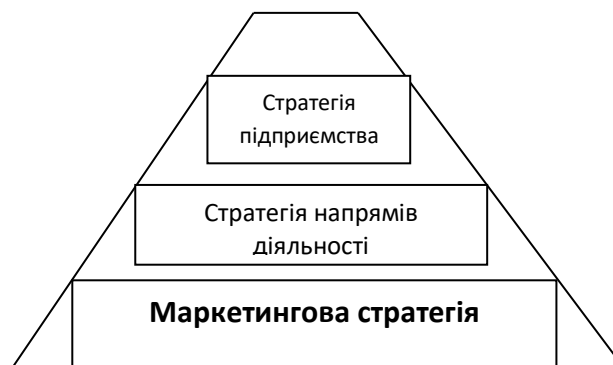 Стратегія
підприємства
Стратегія напрямів
діяльності
Маркетингова стратегія